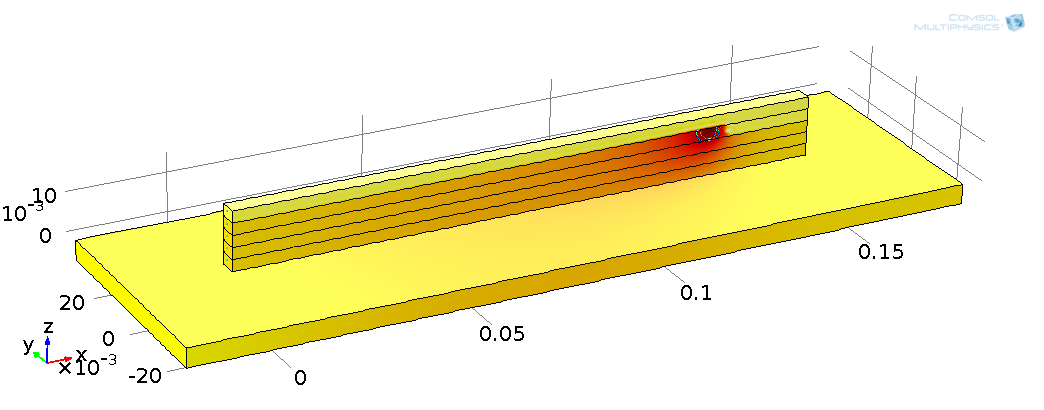 COMSOL
MULTIPHYSICS
10
10⁻³
0
20
0
-20
×10⁻³
z
y
x
0
0.05
0.1
0.15